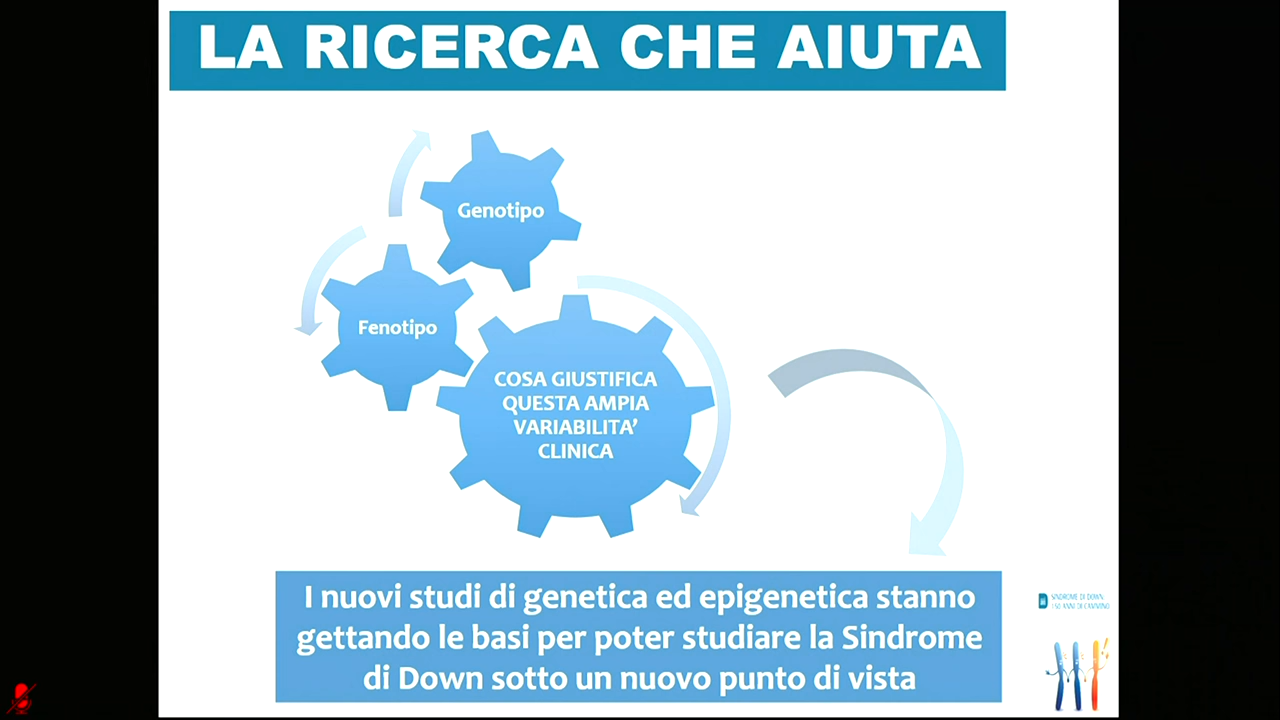 LA RICERCA CHE AIUTA
Genotipo
Fenotipo
COSA GIUSTIFICA
QUESTA AMPIA
VARIABILITA’
CLINICA
I nuovi studi di genetica ed epigenetica stanno
gettando le basi per poter studiare la Sindrome
di Down sotto un nuovo punto di vista
SINDROME DI DOWN